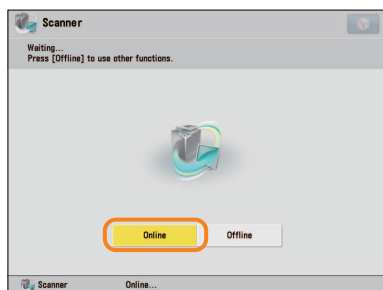 Scanner
Waiting...
Press [Offline] to use other functions.
Online
Offline
Scanner
Online...